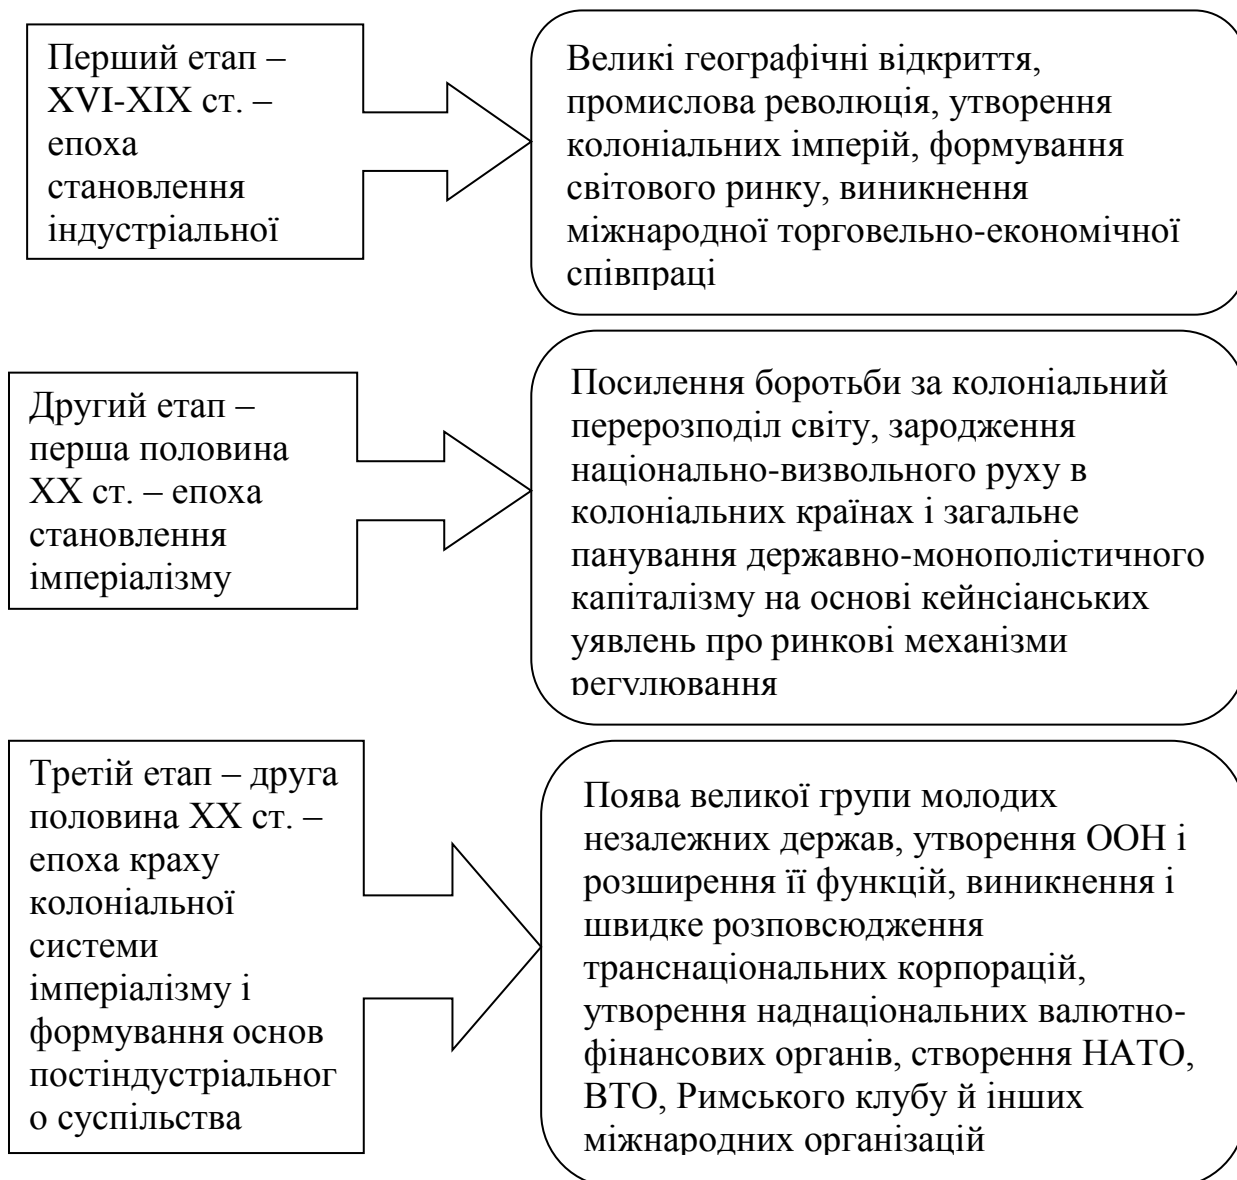 Перший етап –
XVI-XIX ст. –
епоха
становлення
індустріальної
Великі географічні відкриття,
промислова революція, утворення
колоніальних імперій, формування
світового ринку, виникнення
міжнародної торговельно-економічної
співпраці
Другий етап –
перша половина
XX ст. – епоха
становлення
імперіалізму
Посилення боротьби за колоніальний
перерозподіл світу, зародження
національно-визвольного руху в
колоніальних країнах і загальне
панування державно-монополістичного
капіталізму на основі кейнсіанських
уявлень про ринкові механізми
регулювання
Третій етап – друга
половина XX ст. –
епоха краху
колоніальної
системи
імперіалізму і
формування основ
постіндустріальног
о суспільства
Поява великої групи молодих
незалежних держав, утворення ООН і
розширення її функцій, виникнення і
швидке розповсюдження
транснаціональних корпорацій,
утворення наднаціональних валютно-
фінансових органів, створення НАТО,
ВТО, Римського клубу й інших
міжнародних організацій